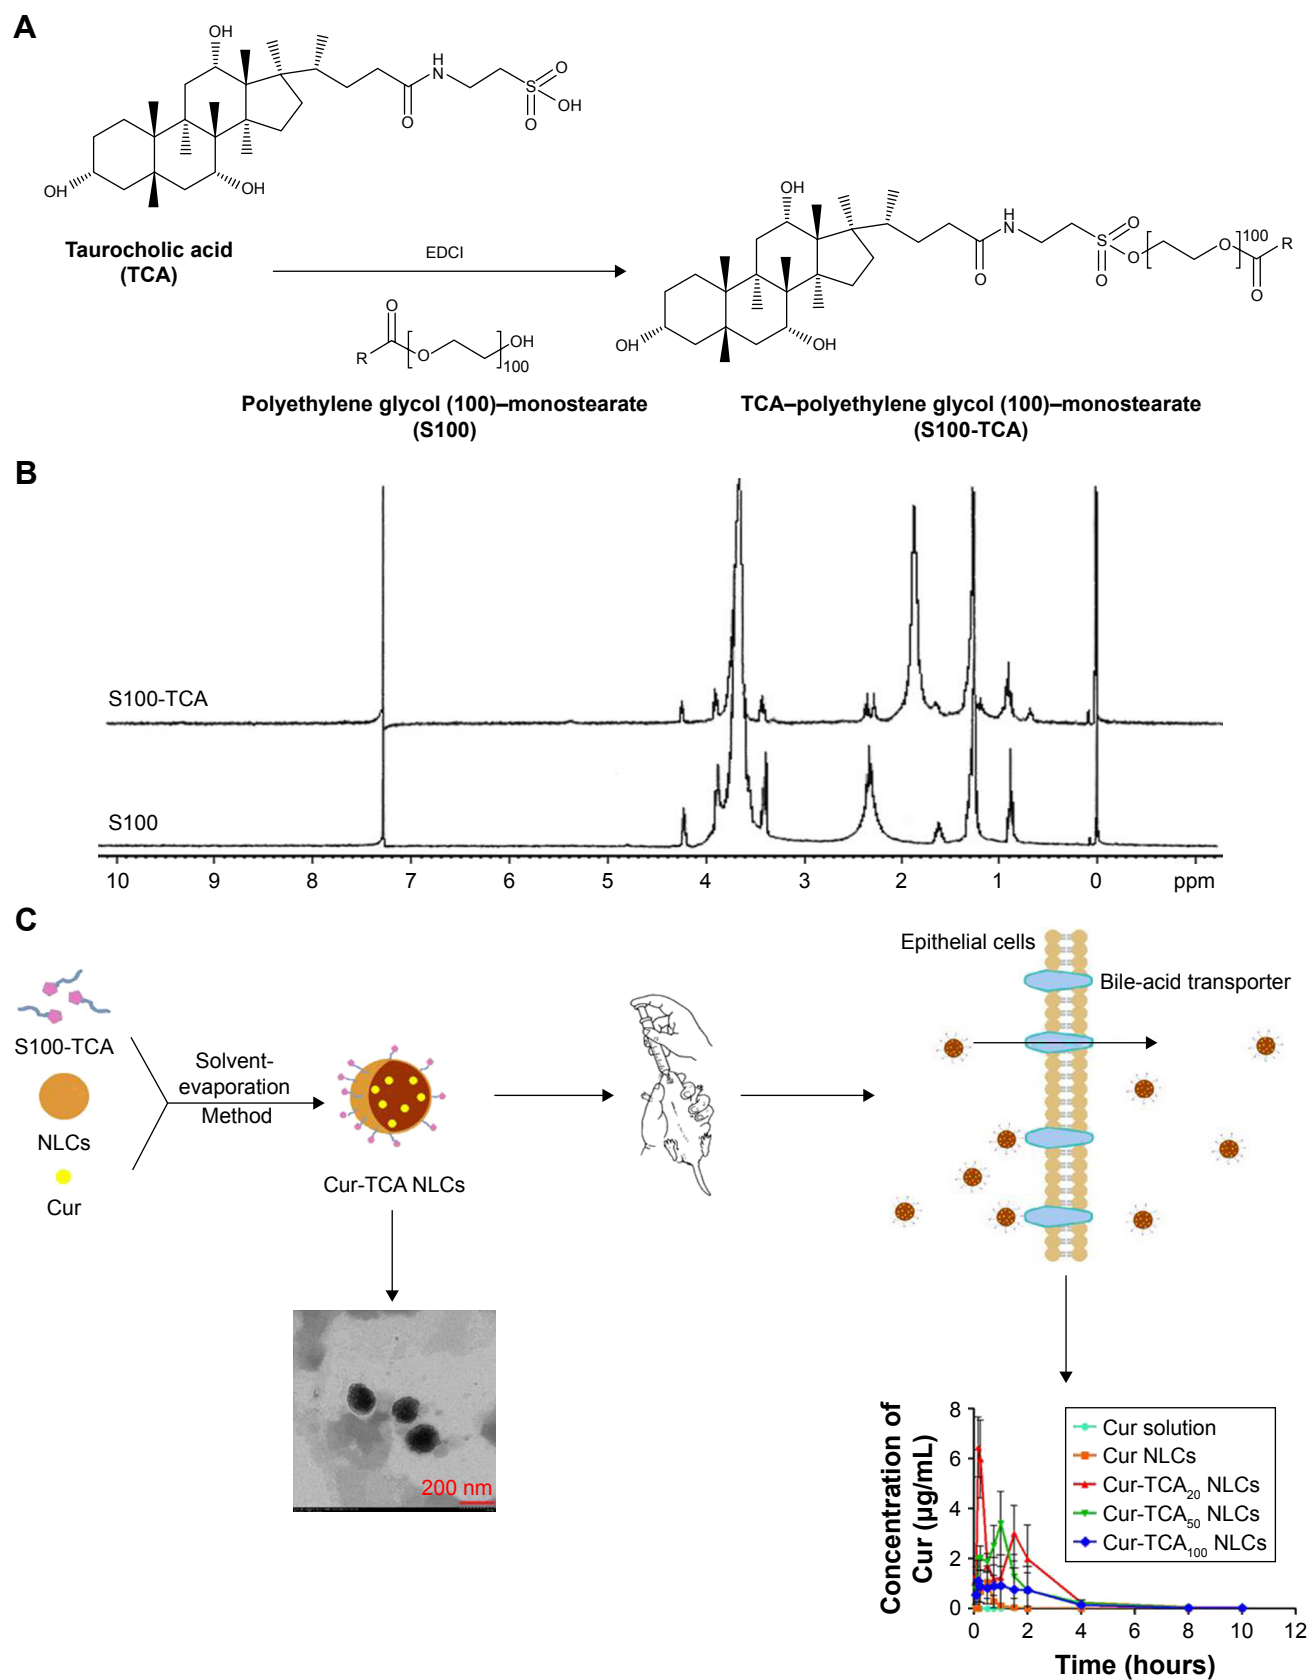 A
OH
H
N
O
S
O
OH
O
OH
OH
Taurocholic acid
(TCA)
EDCI
O
R
O
OH
100
Polyethylene glycol (100)–monostearate
(S100)
OH
H
N
O
S
O
O
O
O
100
R
O
OH
OH
TCA–polyethylene glycol (100)–monostearate
(S100-TCA)
B
S100-TCA
S100
10 9 8 7 6 5 4 3 2 1 0 ppm
C
S100-TCA
NLCs
Cur
Solvent-
evaporation
Method
Cur-TCA NLCs
200 nm
Epithelial cells
Bile-acid transporter
Concentration of
Cur (µg/mL)
8
6
4
2
0
Cur solution
Cur NLCs
Cur-TCA20 NLCs
Cur-TCA50 NLCs
Cur-TCA100 NLCs
0 2 4 6 8 10 12
Time (hours)